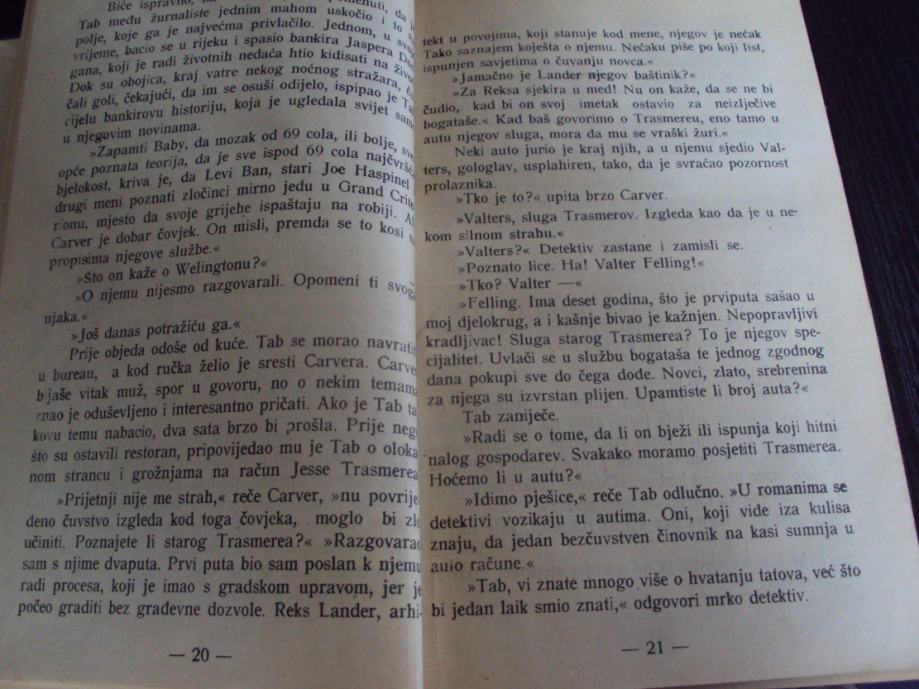 Biće ispravno, na
Tab među žurnaliste jednim mahom uskočio i to
polje, koje ga je najvećma privlačilo. Jednom, u
vrijeme, bacio se u rijeku i spasio bankira Jaspera
gana, koji je radi životnih nedaća htio kidisati na
Dok su obojica, kraj vatre nekog noćnog stražara,
čali goli, čekajući, da im se osuši odijelo, ispipao je
cijelu bankirovu historiju, koja je ugledala svijet
u njegovim novinama.
»Zapamti Baby, da mozak od 69 cola, ili bolje,
opće poznata teorija, da je sve ispod 69 cola
bjelokost, kriva je, da Levi Ban, stari Joe Haspinel
drugi meni poznati zločinci mirno jedu u Grand
rionu, mjesto da svoje grijehe ispaštaju na robiji.
Carver je dobar čovjek. On misli, premda se to kosi
propisima njegove službe.«
»Što on kaže o Welingtonu?«
»O njemu nijesmo razgovarali. Opomeni ti
ujaka.«
»Još danas potražiću ga.«
Prije objeda odoše od kuće. Tab se morao
u bureau, a kod ručka želio je sresti Carvera.
bijaše vitak muž, spor u govoru, no o nekim temama
znao je oduševljeno i interesantno pričati. Ako je Tab ta
kovu temu nabacio, dva sata brzo bi prošla. Prije
što su ostavili restoran, pripovijedao mu je Tab o oloka
nom strancu i grožnjama na račun Jesse Trasmerea
»Prijetnji nije me strah,« reče Carver, »nu povrije
deno čuvstvo izgleda kod toga čovjeka, moglo bi
učiniti. Poznajete li starog Trasmerea?« »Razgovarao
sam s njime dvaputa. Prvi puta bio sam poslan k njemu
radi procesa, koji je imao s gradskom upravom, jer je
počeo graditi bez građevne dozvole. Reks Lander, arhi-
— 20 —
tekt u povojima, koji stanuje kod mene, njegov je nećak
Tako saznajem koješta o njemu. Nećaku piše po koji list,
ispunjen savjetima o čuvanju novca.«
»Jamačno je Lander njegov baštinik?«
»Za Reksa sjekira u med! Nu on kaže, da se ne bi
čudio, kad bi on svoj imetak ostavio za neizlječive
bogataše.« Kad baš govorimo o Trasmereu, eno tamo u
autu njegov sluga, mora da mu se vraški žuri.«
Neki auto jurio je kraj njih, a u njemu sjedio Val-
ters, gologlav, usplahiren, tako, da je svraćao pozornost
prolaznika.
»Tko je to?« upita brzo Carver.
»Valters, sluga Trasmerov. Izgleda kao da je u ne-
kom silnom strahu.«
»Valters?« Detektiv zastane i zamisli se.
»Poznato lice. Ha! Valter Felling!«
»Tko? Valter —«
»Felling. Ima deset godina, što je prviputa sašao u
moj djelokrug, a i kašnje bivao je kažnjen. Nepopravljivi
kradljivac! Sluga starog Trasmerea? To je njegov spe-
cijalitet. Uvlači se u službu bogataša te jednog zgodnog
dana pokupi sve do čega dođe. Novci, zlato, srebrenina
za njega su izvrstan plijen. Upamtiste li broj auta?«
Tab zaniječe.
»Radi se o tome, da li on bježi ili ispunja koji hitni
nalog gospodarev. Svakako moramo posjetiti Trasmerea.
Hoćemo li u autu?«
»Idimo pješice,« reče Tab odlučno. »U romanima se
detektivi vozikaju u autima. Oni, koji vide iza kulisa
znaju, da jedan bezčuvstven činovnik na kasi sumnja u
auto račune.«
»Tab, vi znate mnogo više o hvatanju tatova, već što
bi jedan laik smio znati,« odgovori mrko detektiv.
— 21 —